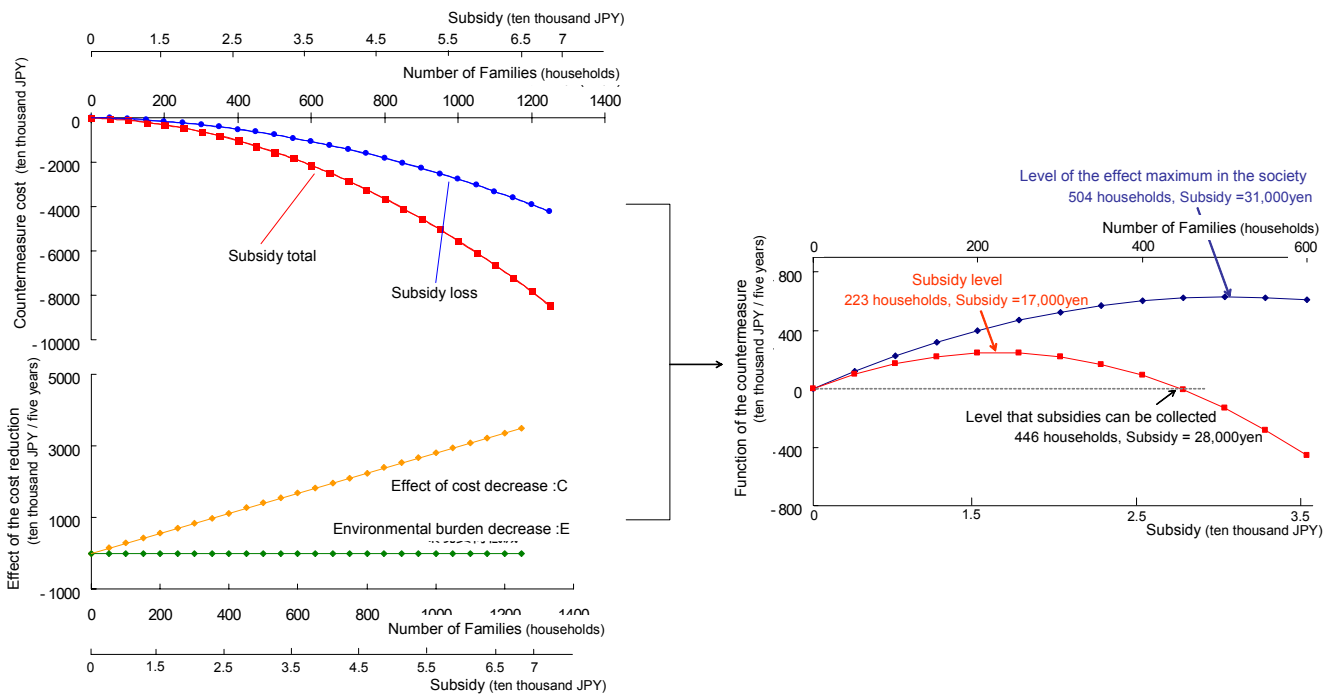 Subsidy (ten thousand JPY)
0 1.5 2.5 3.5 4.5 5.5 6.5 7
Number of Families (households)
0 200 400 600 800 1000 1200 1400
Countermeasure cost (ten thousand JPY)
0
- 2000
- 4000
- 6000
- 8000
- 10000
Subsidy total
Subsidy loss
Effect of the cost reduction
(ten thousand JPY / five years)
5000
3000
1000
- 1000
Effect of cost decrease :C
Environmental burden decrease :E
0 200 400 600 800 1000 1200 1400
Number of Families (households)
0 1.5 2.5 3.5 4.5 5.5 6.5 7
Subsidy (ten thousand JPY)
Level of the effect maximum in the society
504 households, Subsidy =31,000yen
Number of Families (households)
0 200 400 600
Function of the countermeasure
(ten thousand JPY / five years)
800
400
0
- 400
- 800
Subsidy level
223 households, Subsidy =17,000yen
Level that subsidies can be collected
446 households, Subsidy = 28,000yen
0 1.5 2.5 3.5
Subsidy (ten thousand JPY)